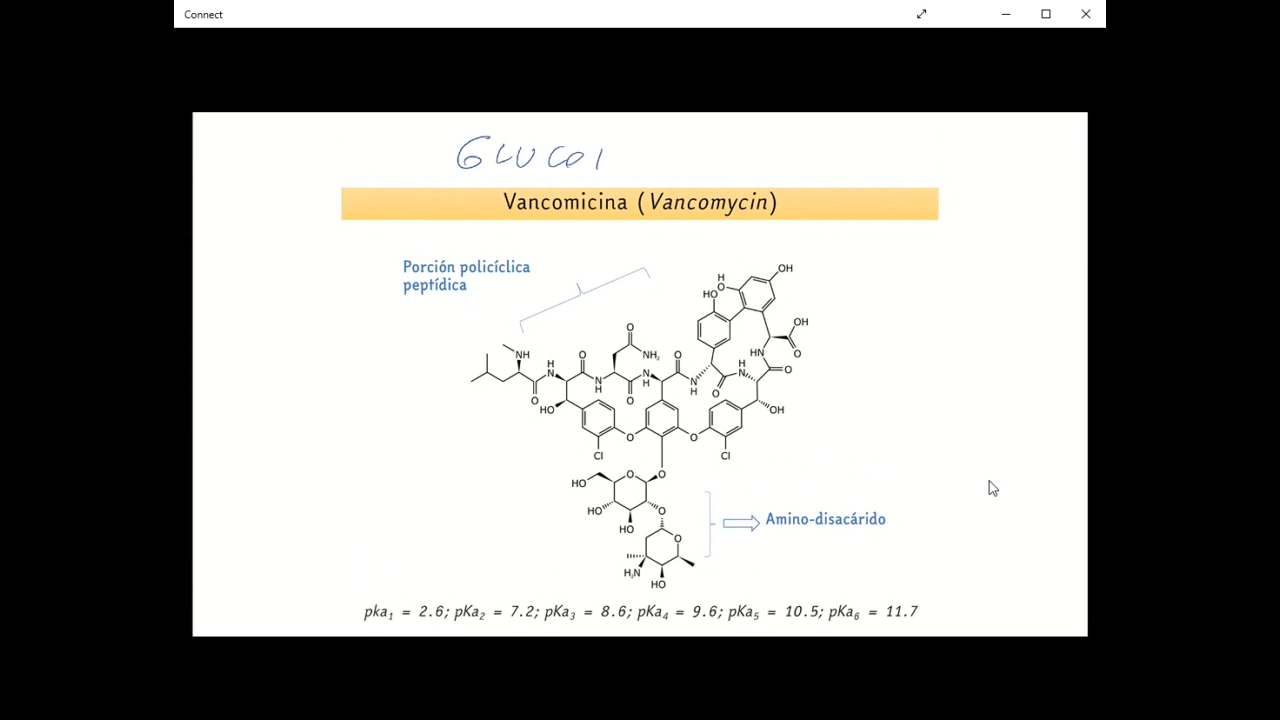 Connect
GLUCOI
Vancomicina (Vancomycin)
Porción policíclica
peptídica
OH
H
O
HO
OH
O
HN
O
O
NH₂
NH
O
H
N
O
N
H
O
N
H
O
N
H
O
H
N
O
HO
OH
O
O
Cl
Cl
HO
O
O
HO
HO
O
O
Amino-disacárido
H₂N
HO
pka₁ = 2.6; pKa₂ = 7.2; pKa₃ = 8.6; pKa₄ = 9.6; pKa₅ = 10.5; pKa₆ = 11.7